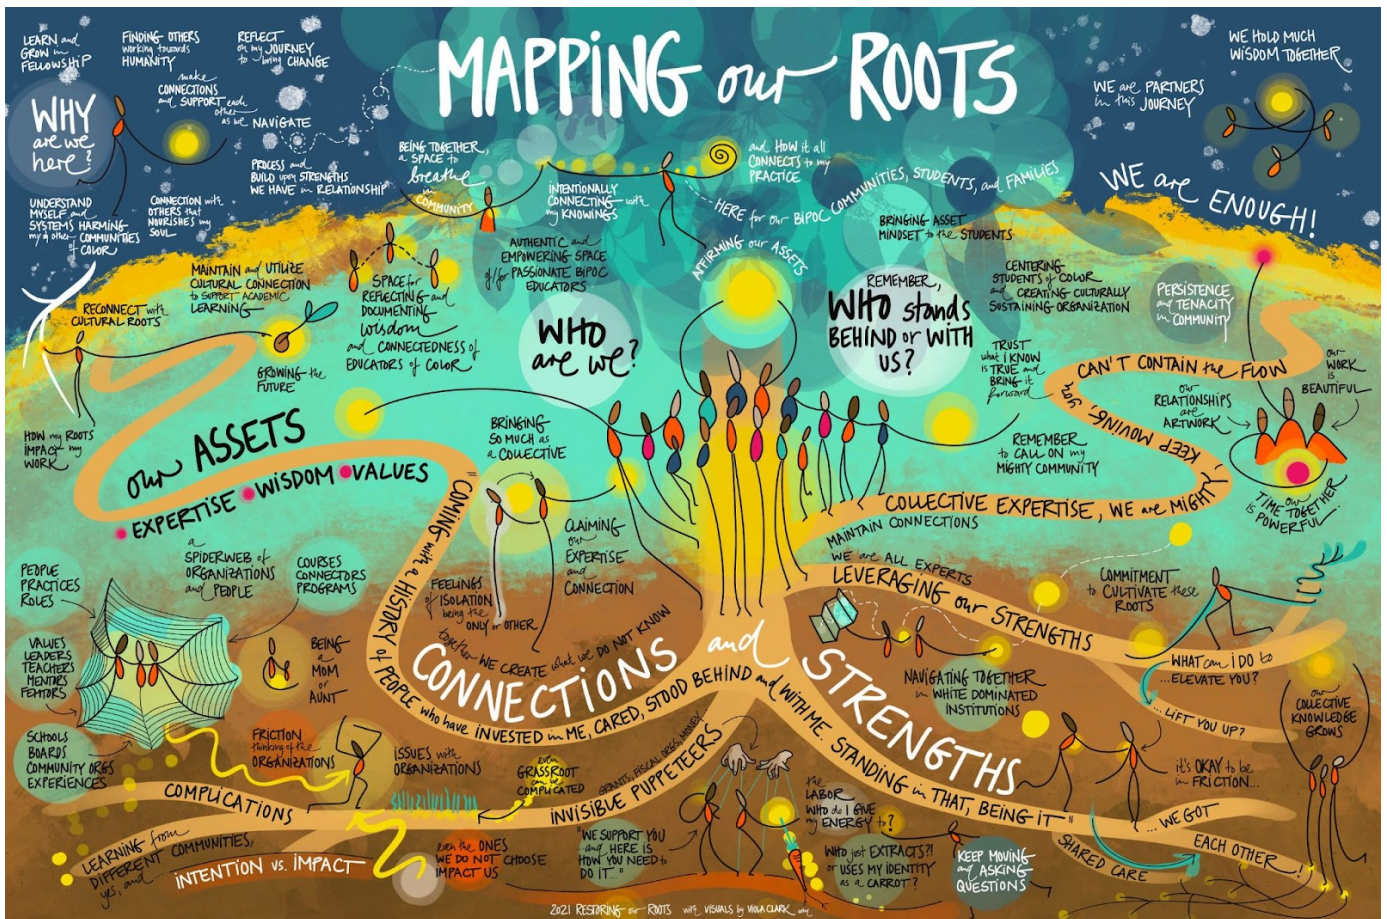 MAPPING our ROOTS
LEARN and
GROW in
FELLOWSHIP
FINDING OTHERS
working towards
HUMANITY
REFLECT
on my JOURNEY
to bring CHANGE
make
CONNECTIONS
and SUPPORT each
other
as we NAVIGATE
WHY
are we
here?
PROCESS and
BUILD upon STRENGTHS
WE HAVE in RELATIONSHIP
UNDERSTAND
MYSELF and
SYSTEMS HARMING
my & other COMMUNITIES
of COLOR
CONNECTION with
OTHERS that
NOURISHES my
SOUL
BEING TOGETHER,
a SPACE to
breathe
in
COMMUNITY
INTENTIONALLY
CONNECTING with
my KNOWINGS
and HOW it all
CONNECTS to my
PRACTICE
HERE for our BIPOC COMMUNITIES, STUDENTS, and FAMILIES
WE ARE PARTNERS
in this JOURNEY
WE HOLD MUCH
WISDOM TOGETHER
WE are ENOUGH!
RECONNECT with
CULTURAL ROOTS
MAINTAIN and UTILIZE
CULTURAL CONNECTION
to SUPPORT ACADEMIC
LEARNING
GROWING the
FUTURE
HOW my ROOTS
IMPACT my
WORK
SPACE for
REFLECTING and
DOCUMENTING
wisdom
and CONNECTEDNESS of
EDUCATORS of COLOR
AUTHENTIC and
EMPOWERING SPACE
of/for PASSIONATE BIPOC
EDUCATORS
WHO
are we?
AFFIRMING our ASSETS
REMEMBER,
WHO stands
BEHIND or WITH
US?
BRINGING ASSET
MINDSET to the STUDENTS
CENTERING
STUDENTS of COLOR
and CREATING CULTURALLY
SUSTAINING ORGANIZATION
TRUST
what I KNOW
is TRUE and
BRING it
forward
PERSISTENCE
and TENACITY
in COMMUNITY
REMEMBER
to CALL ON my
MIGHTY COMMUNITY
our
RELATIONSHIPS
are
ARTWORK
our
WORK
is
BEAUTIFUL
our
TIME TOGETHER
is POWERFUL..
COLLECTIVE EXPERTISE, WE are MIGHTY, KEEP MOVING, you CAN'T CONTAIN the FLOW
our ASSETS
EXPERTISE WISDOM VALUES
BRINGING
SO MUCH as
a COLLECTIVE
CLAIMING
our
EXPERTISE
and
CONNECTION
FEELINGS
of ISOLATION
being the
ONLY or OTHER
"COMING with a HISTORY of PEOPLE who have INVESTED in ME, CARED, STOOD BEHIND and WITH ME. STANDING in THAT, BEING IT"
together WE CREATE what we DO NOT KNOW
CONNECTIONS and STRENGTHS
MAINTAIN CONNECTIONS
WE are ALL EXPERTS
LEVERAGING our STRENGTHS
COMMITMENT
to CULTIVATE these
ROOTS
NAVIGATING TOGETHER
in WHITE DOMINATED
INSTITUTIONS
WHAT can I DO to
...ELEVATE YOU?
...LIFT YOU UP?
our
COLLECTIVE
KNOWLEDGE
GROWS
it's OKAY to be
in FRICTION...
...WE GOT
EACH OTHER!
SHARED CARE
PEOPLE
PRACTICES
ROLES
a
SPIDERWEB of
ORGANIZATIONS
and PEOPLE
COURSES
CONNECTORS
PROGRAMS
VALUES
LEADERS
TEACHERS
MENTORS
FEMTORS
BEING
a
MOM
or
AUNT
SCHOOLS
BOARDS
COMMUNITY ORGS
EXPERIENCES
FRICTION
thinking of the
ORGANIZATIONS
ISSUES with
ORGANIZATIONS
even
GRASSROOT
can be
COMPLICATED
COMPLICATIONS
LEARNING from
DIFFERENT COMMUNITIES,
yes, and...
INTENTION vs. IMPACT
even the ONES
WE DO NOT CHOOSE
IMPACT US
GRANTS, FISCAL ORGS, MONEY...
INVISIBLE PUPPETEERS
"WE SUPPORT YOU
...and HERE is
HOW YOU NEED to
DO IT..."
the
LABOR
WHO do I GIVE
my ENERGY to?
WHO just EXTRACTS?!
or USES MY IDENTITY
as a CARROT?
KEEP MOVING
and ASKING
QUESTIONS
2021 RESTORING our ROOTS with VISUALS by VIOLA CLARK